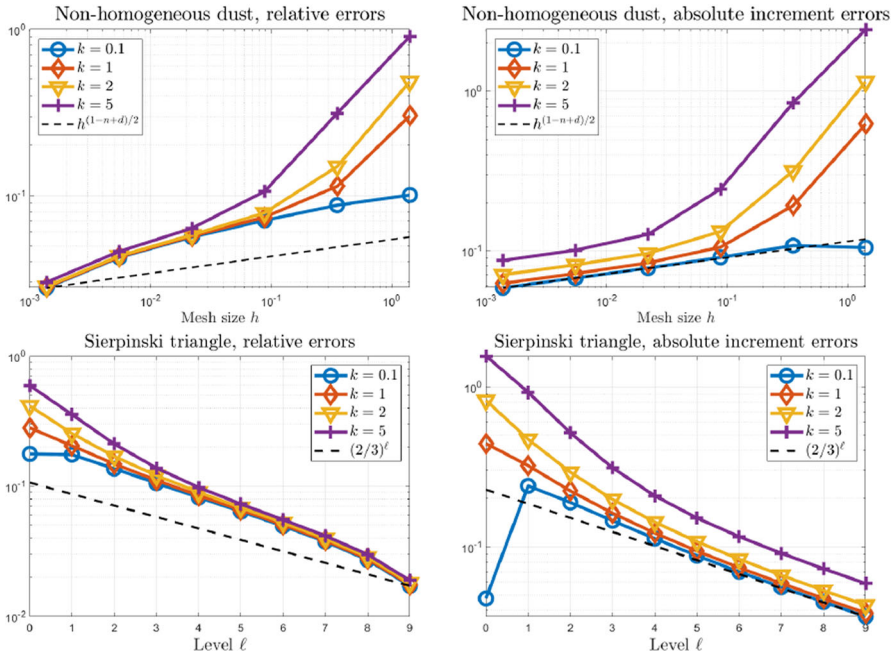 Non-homogeneous dust, relative errors
10^0
10^-1
k = 0.1
k = 1
k = 2
k = 5
h^(1−n+d)/2
10^-3
10^-2
10^-1
10^0
Mesh size h
Non-homogeneous dust, absolute increment errors
10^0
10^-1
k = 0.1
k = 1
k = 2
k = 5
h^(1−n+d)/2
10^-3
10^-2
10^-1
10^0
Mesh size h
Sierpinski triangle, relative errors
10^0
10^-1
10^-2
k = 0.1
k = 1
k = 2
k = 5
(2/3)^ℓ
0 1 2 3 4 5 6 7 8 9
Level ℓ
Sierpinski triangle, absolute increment errors
10^0
10^-1
k = 0.1
k = 1
k = 2
k = 5
(2/3)^ℓ
0 1 2 3 4 5 6 7 8 9
Level ℓ